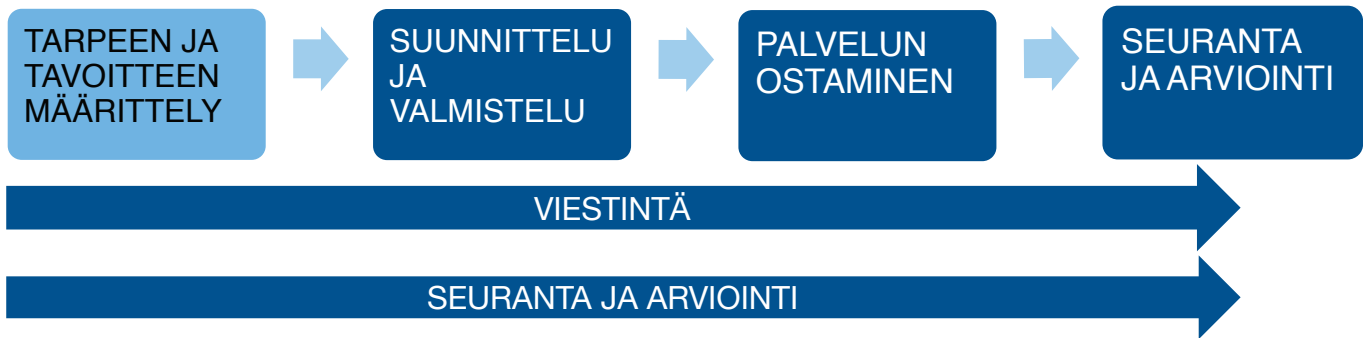 TARPEEN JA
TAVOITTEEN
MÄÄRITTELY
SUUNNITTELU
JA
VALMISTELU
PALVELUN
OSTAMINEN
SEURANTA
JA ARVIOINTI
VIESTINTÄ
SEURANTA JA ARVIOINTI